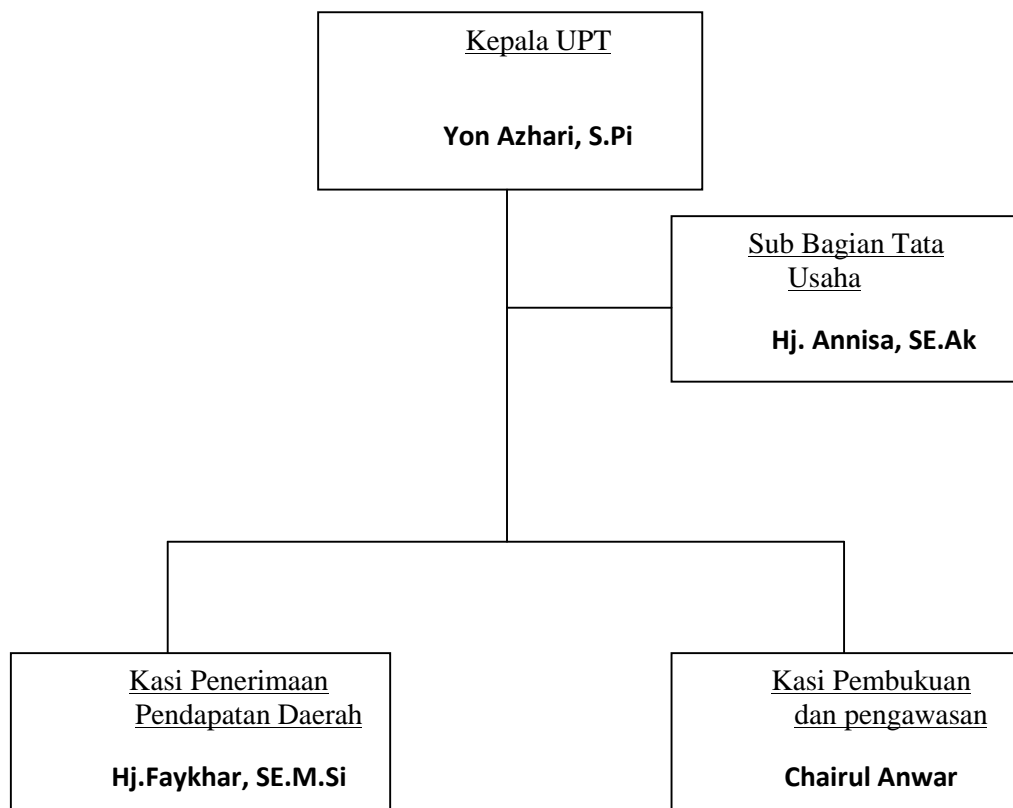 Kepala UPT
Yon Azhari, S.Pi
Sub Bagian Tata
Usaha
Hj. Annisa, SE.Ak
Kasi Penerimaan
Pendapatan Daerah
Hj.Faykhar, SE.M.Si
Kasi Pembukuan
dan pengawasan
Chairul Anwar